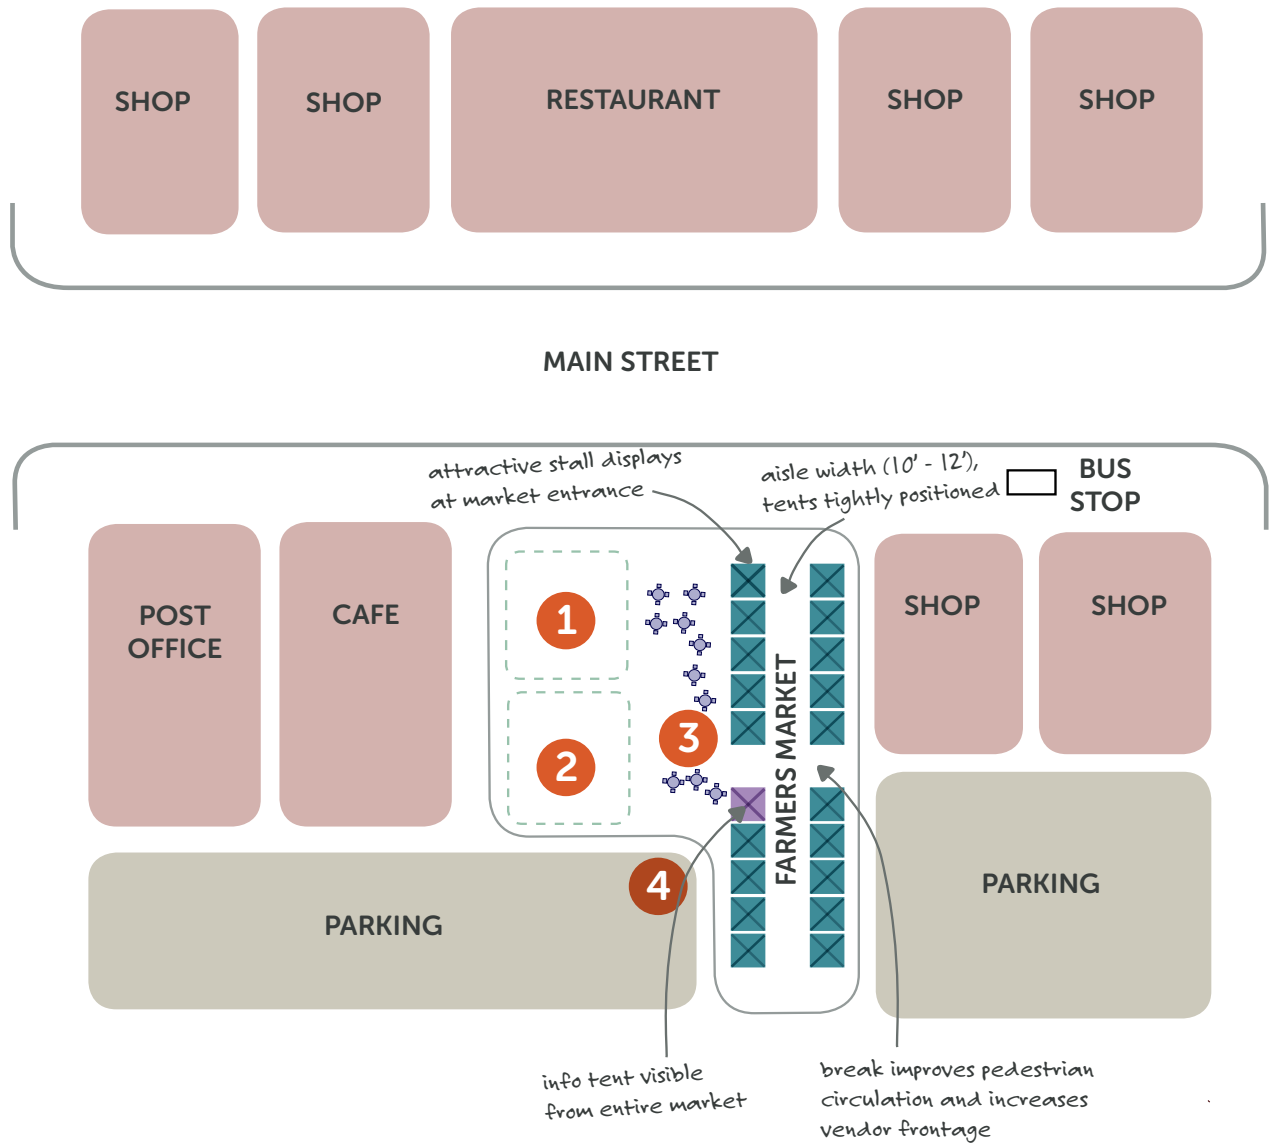 SHOP
SHOP
RESTAURANT
SHOP
SHOP
MAIN STREET
attractive stall displays
at market entrance
aisle width (10' - 12'),
tents tightly positioned
BUS
STOP
POST
OFFICE
CAFE
1
2
3
4
FARMERS MARKET
SHOP
SHOP
PARKING
PARKING
info tent visible
from entire market
break improves pedestrian
circulation and increases
vendor frontage